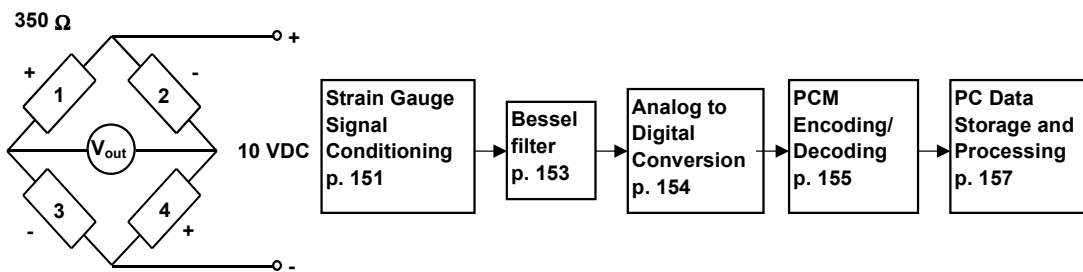 350 Ω
+
-
1
2
Vout
3
4
-
+
+
10 VDC
-
Strain Gauge
Signal
Conditioning
p. 151
Bessel
filter
p. 153
Analog to
Digital
Conversion
p. 154
PCM
Encoding/
Decoding
p. 155
PC Data
Storage and
Processing
p. 157